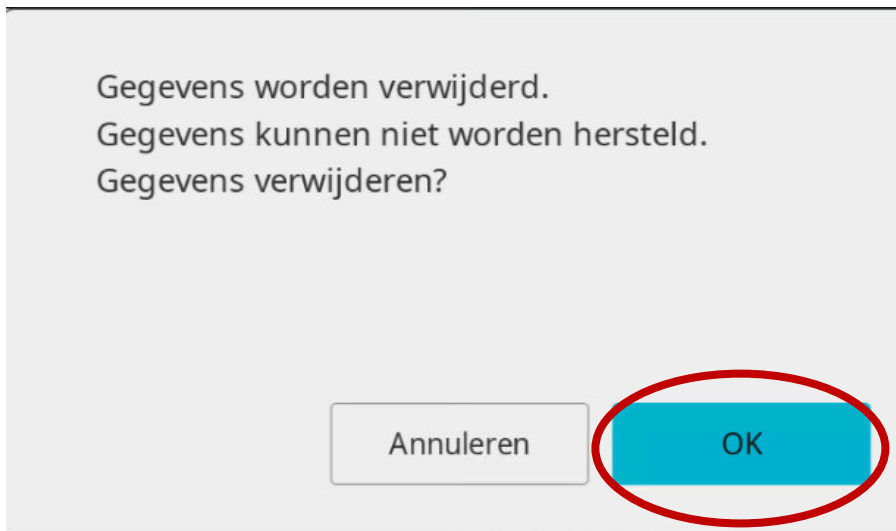 Gegevens worden verwijderd.
Gegevens kunnen niet worden hersteld.
Gegevens verwijderen?
Annuleren
OK